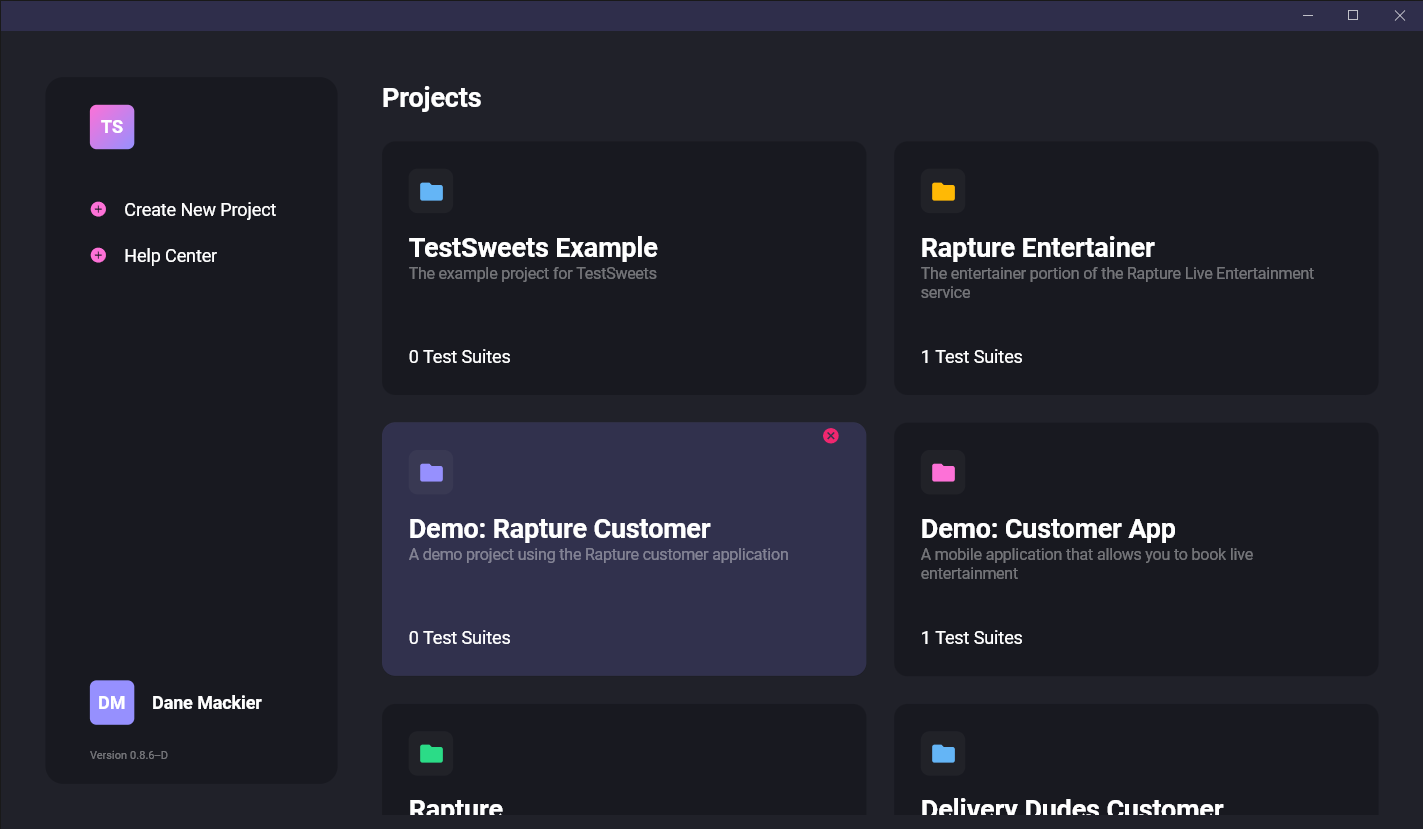 TS
Create New Project
Help Center
DM
Dane Mackier
Version 0.8.6–D
Projects
TestSweets Example
The example project for TestSweets
0 Test Suites
Rapture Entertainer
The entertainer portion of the Rapture Live Entertainment
service
1 Test Suites
Demo: Rapture Customer
A demo project using the Rapture customer application
0 Test Suites
Demo: Customer App
A mobile application that allows you to book live
entertainment
1 Test Suites
Rapture
Delivery Dudes Customer